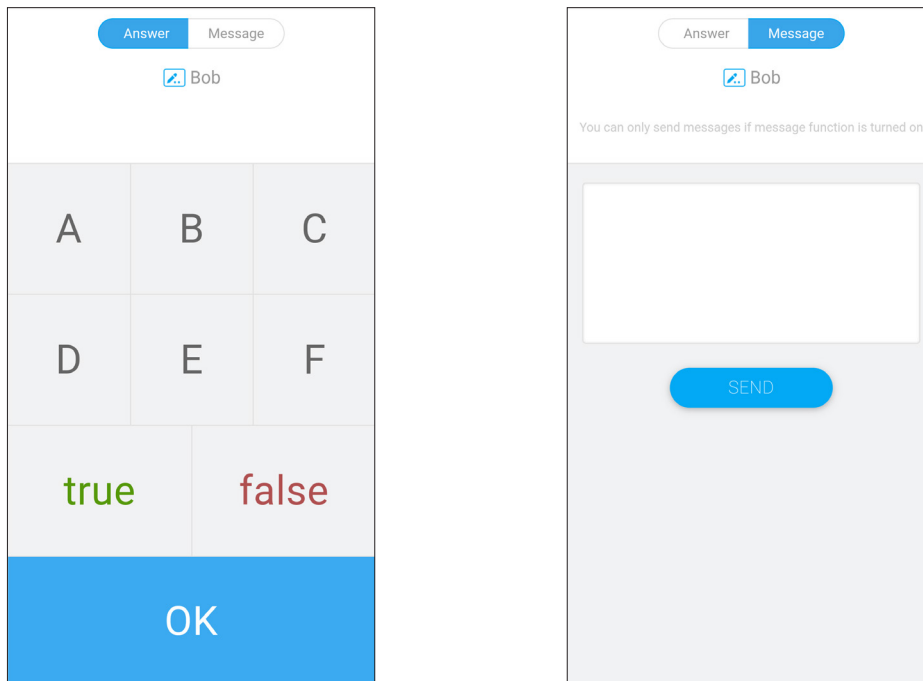 Answer Message
Bob
A B C
D E F
true false
OK
Answer Message
Bob
You can only send messages if message function is turned on
SEND